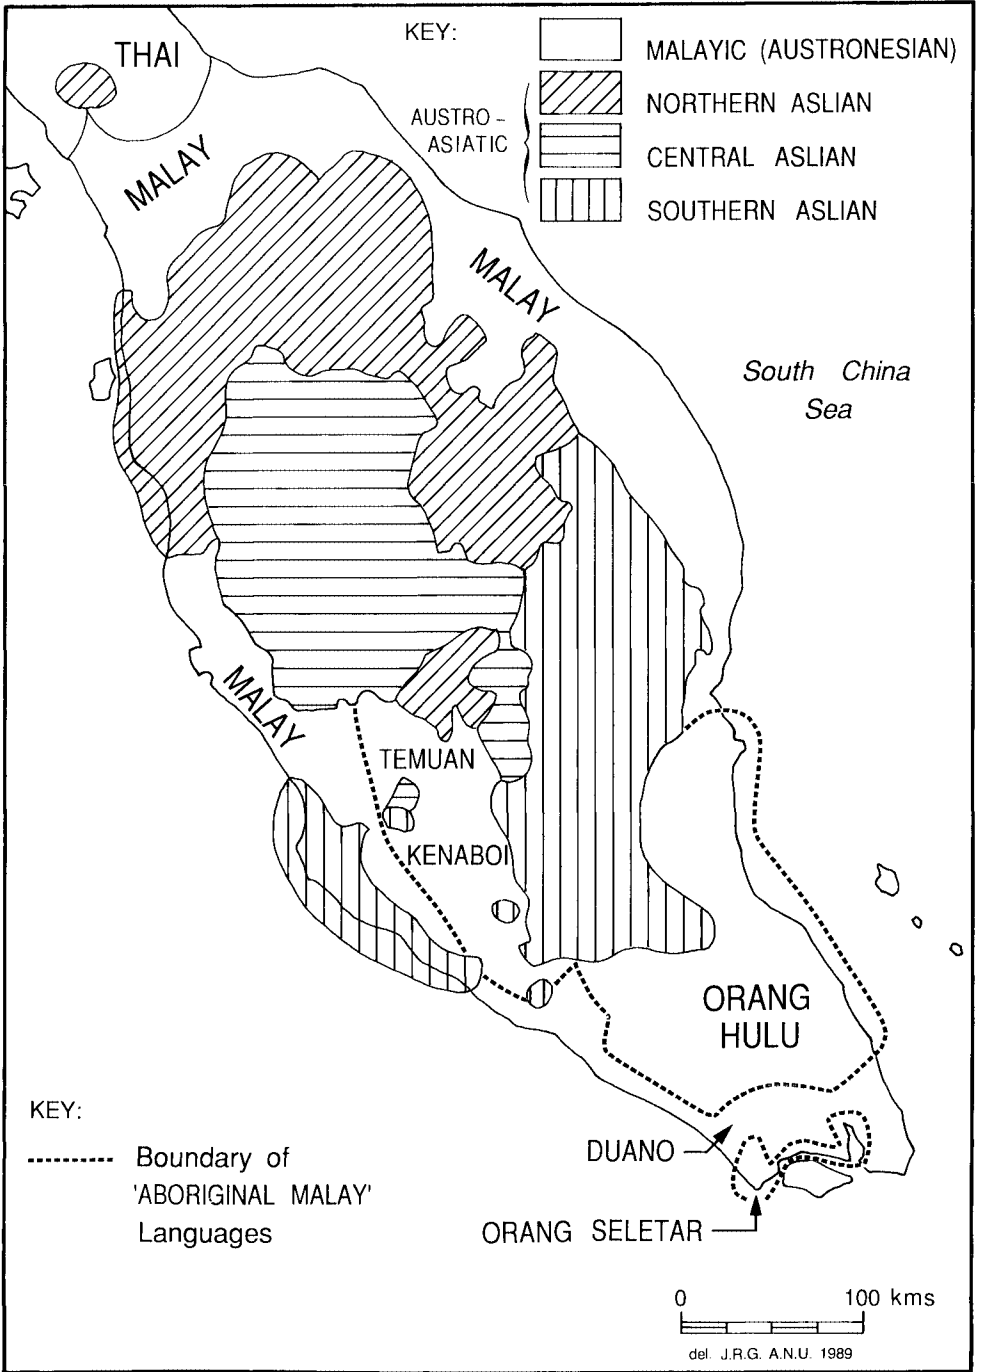 KEY:
MALAYIC (AUSTRONESIAN)
AUSTRO-
ASIATIC
NORTHERN ASLIAN
CENTRAL ASLIAN
SOUTHERN ASLIAN
THAI
MALAY
MALAY
South China
Sea
MALAY
TEMUAN
KENABOI
ORANG
HULU
KEY:
Boundary of
'ABORIGINAL MALAY'
Languages
DUANO
ORANG SELETAR
0 100 kms
del. J.R.G. A.N.U. 1989